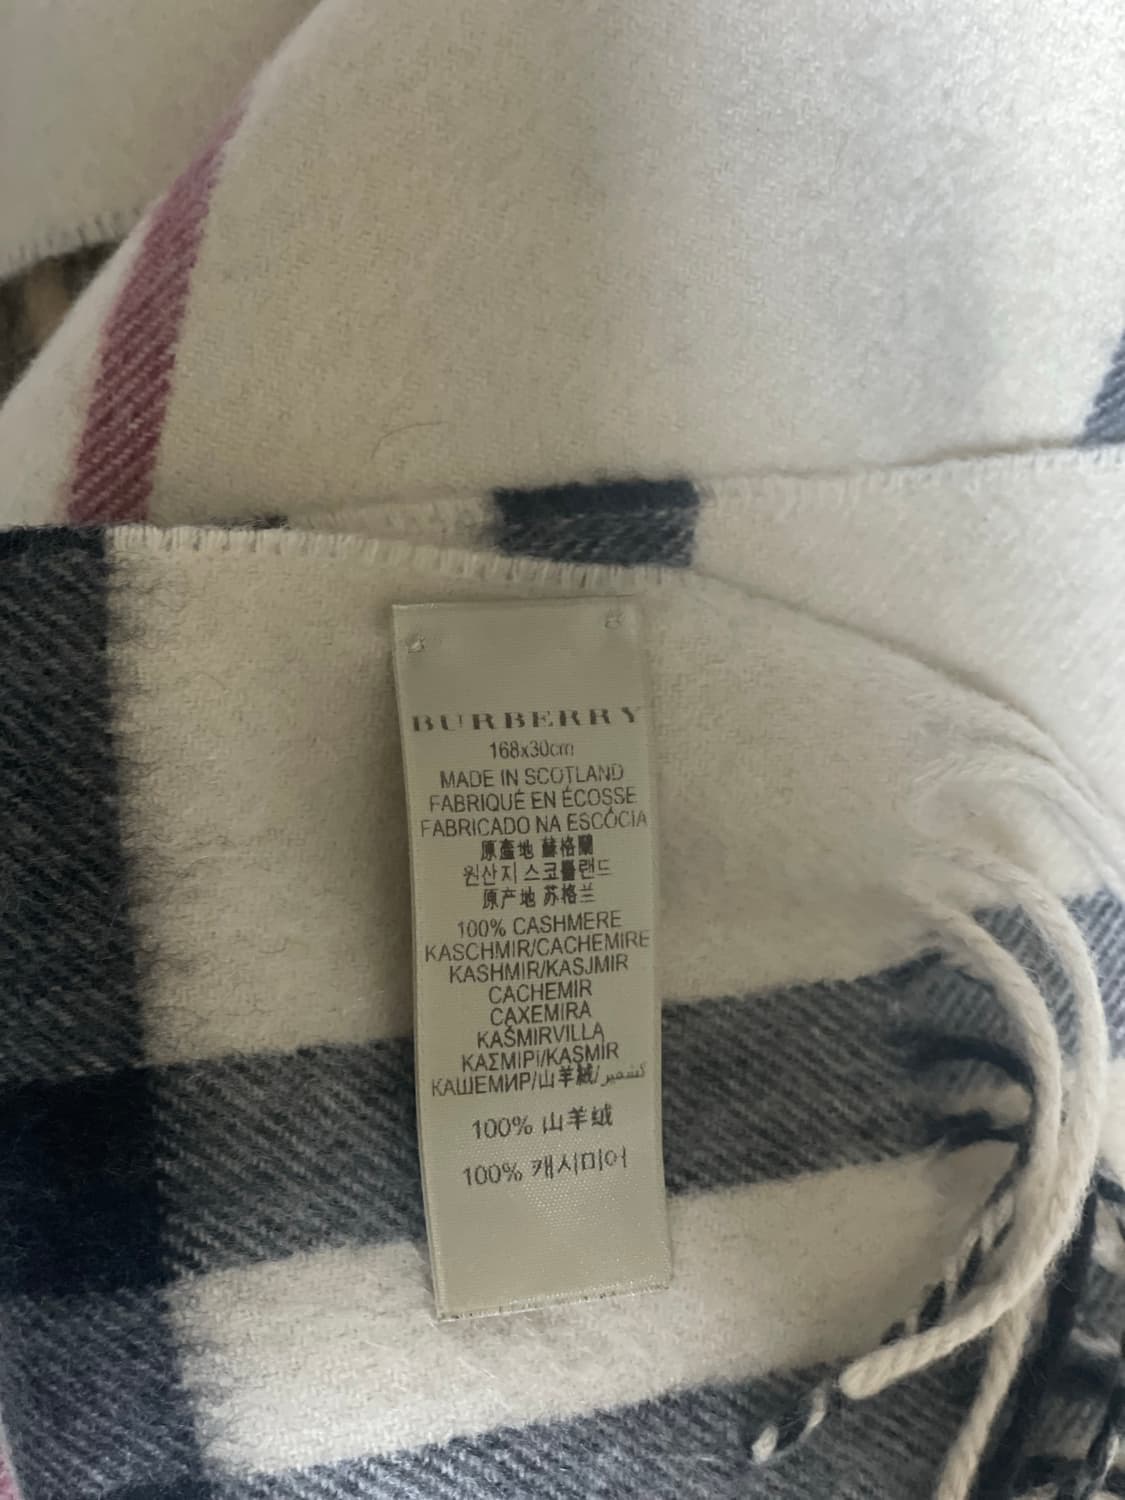 BURBERRY
168x30cm
MADE IN SCOTLAND
FABRIQUÉ EN ÉCOSSE
FABRICADO NA ESCÓCIA
原產地 蘇格蘭
원산지 스코틀랜드
原产地 苏格兰
100% CASHMERE
KASCHMIR/CACHEMIRE
KASHMIR/KASJMIR
CACHEMIR
CAXEMIRA
KAŠMIRVILLA
ΚΑΣΜΙΡΙ/KAŞMIR
КАШЕМИР/山羊絨/كشمير
100% 山羊绒
100% 캐시미어